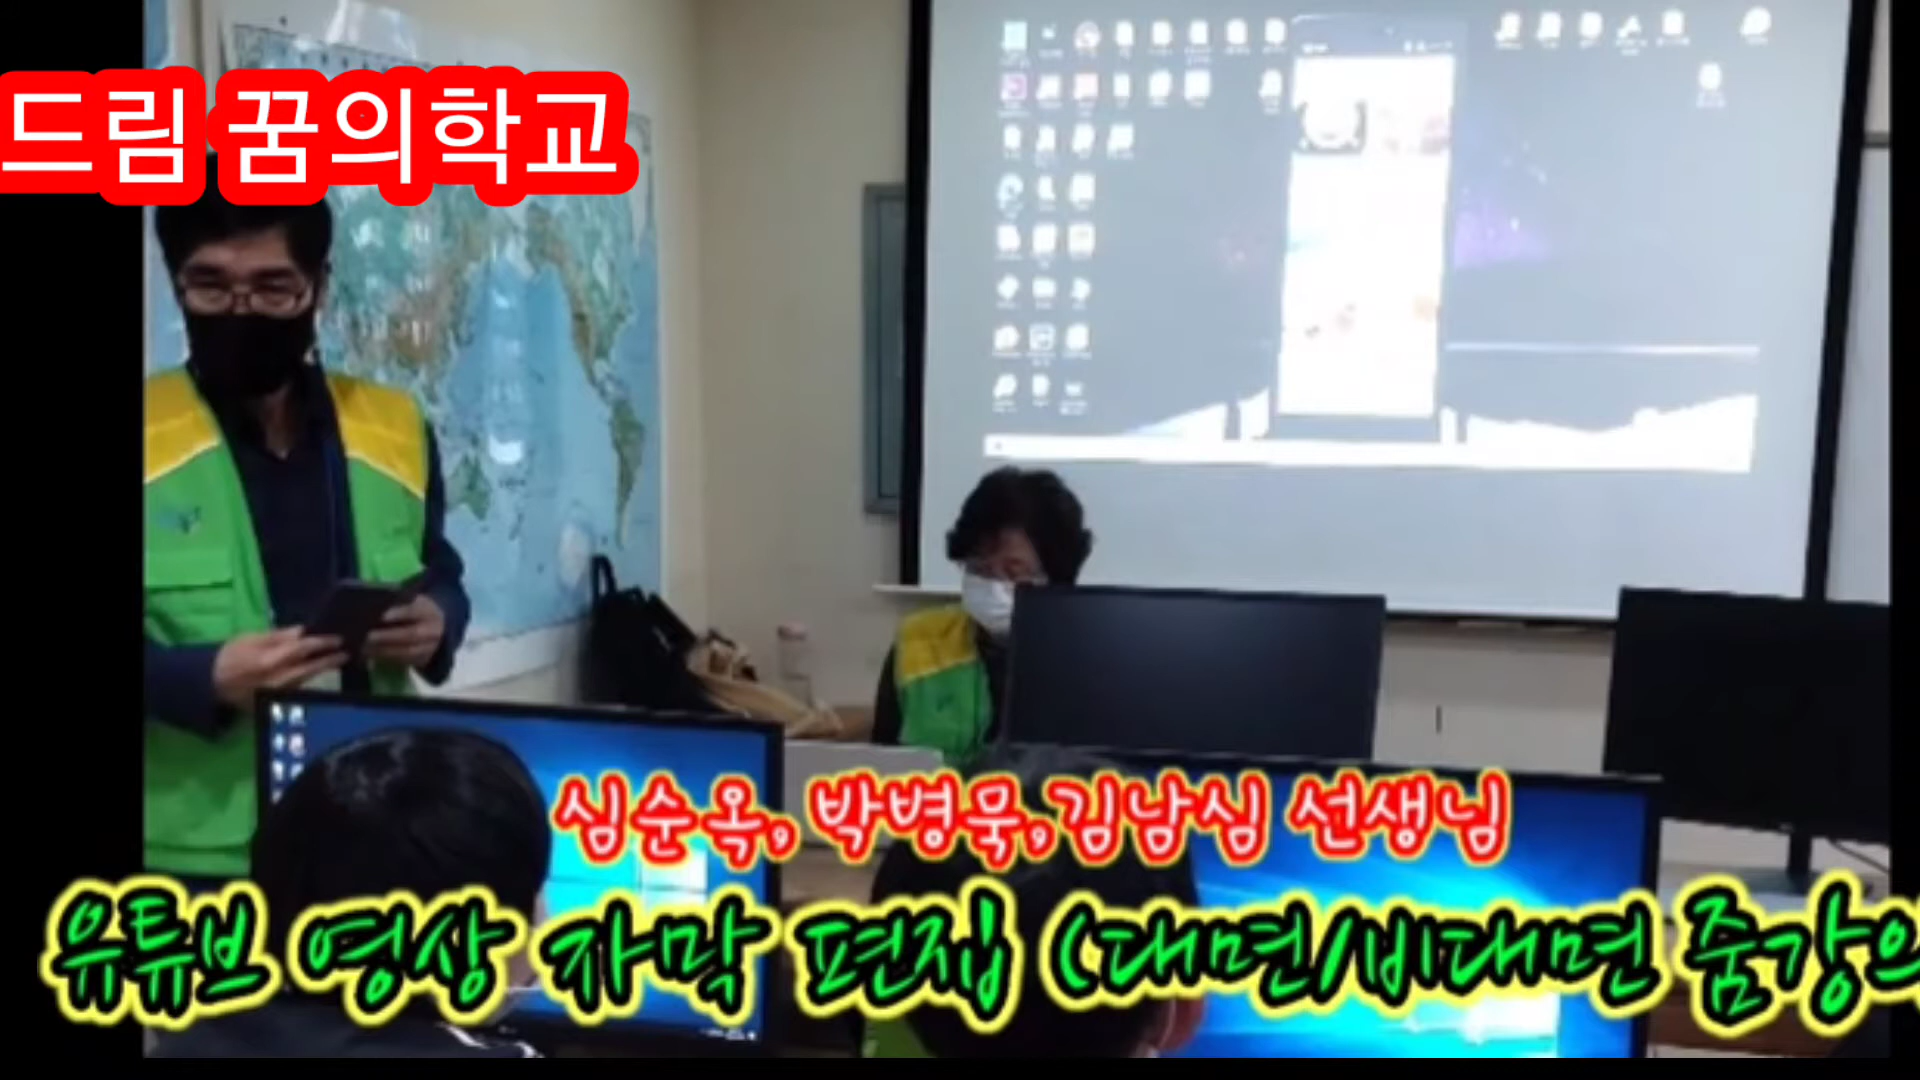 드림 꿈의학교
심순옥, 박병묵,김남심 선생님
유튜브 영상 자막 편집 (대면/비대면 줌강의